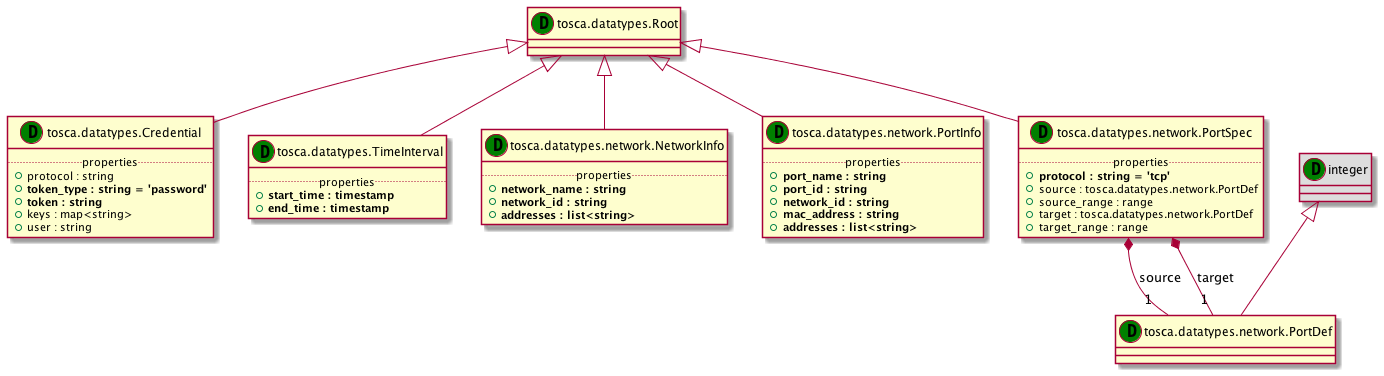 D tosca.datatypes.Root
D tosca.datatypes.Credential
properties
protocol : string
token_type : string = 'password'
token : string
keys : map<string>
user : string
D tosca.datatypes.TimeInterval
properties
start_time : timestamp
end_time : timestamp
D tosca.datatypes.network.NetworkInfo
properties
network_name : string
network_id : string
addresses : list<string>
D tosca.datatypes.network.PortInfo
properties
port_name : string
port_id : string
network_id : string
mac_address : string
addresses : list<string>
D tosca.datatypes.network.PortSpec
properties
protocol : string = 'tcp'
source : tosca.datatypes.network.PortDef
source_range : range
target : tosca.datatypes.network.PortDef
target_range : range
D integer
source
target
1
1
D tosca.datatypes.network.PortDef